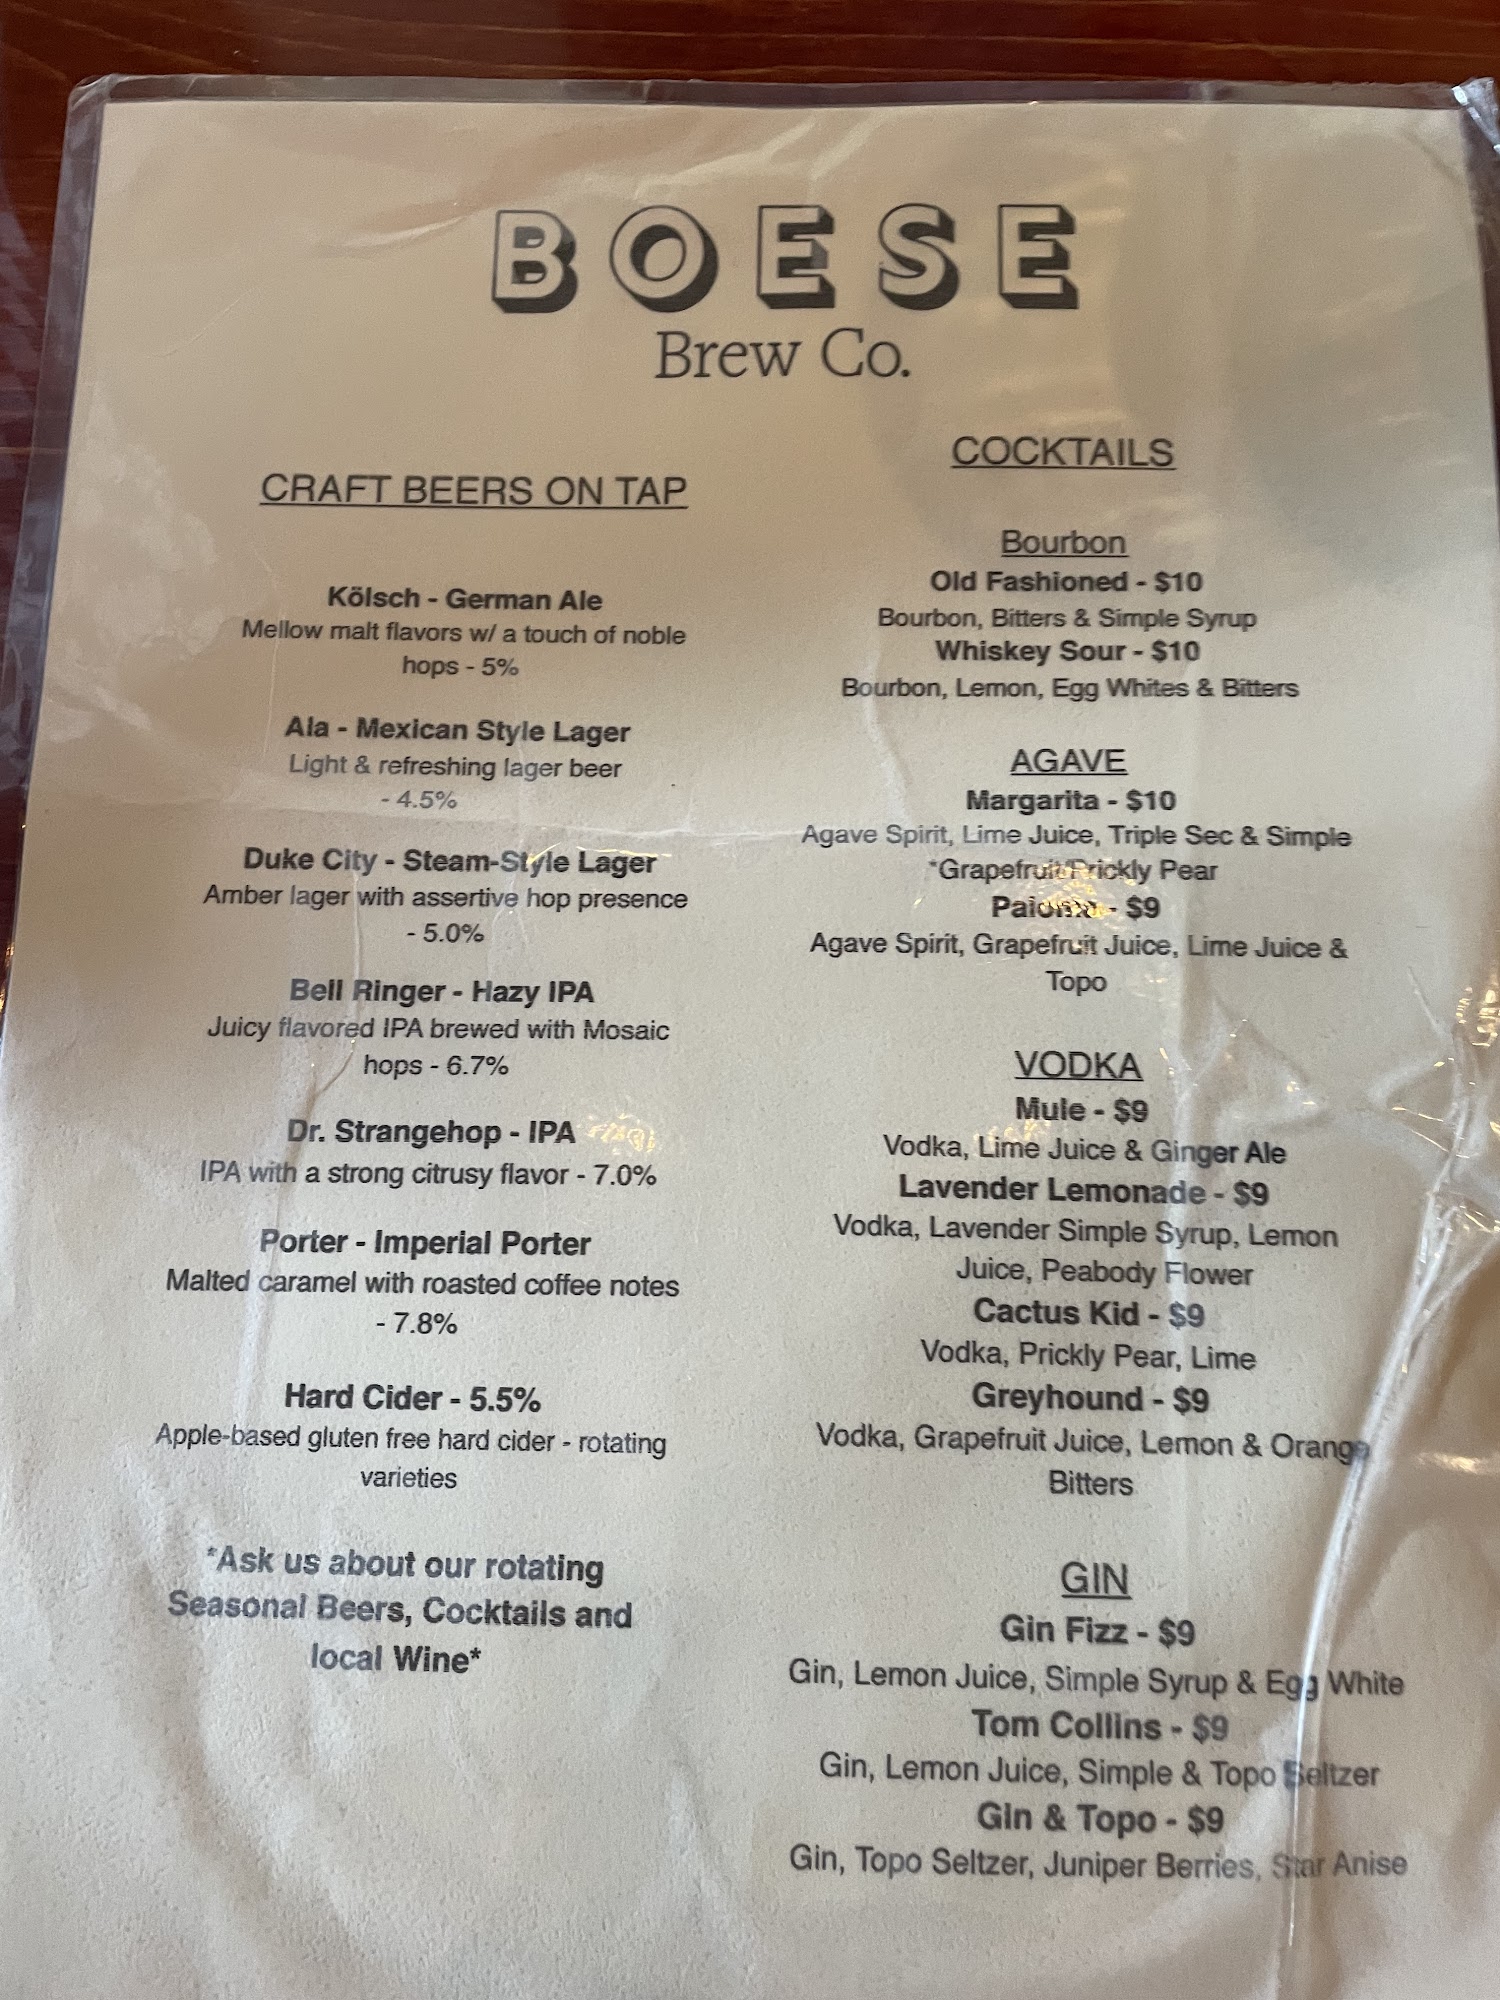 BOESE
Brew Co.
CRAFT BEERS ON TAP
Kölsch - German Ale
Mellow malt flavors w/ a touch of noble
hops - 5%
Ala - Mexican Style Lager
Light & refreshing lager beer
- 4.5%
Duke City - Steam-Style Lager
Amber lager with assertive hop presence
- 5.0%
Bell Ringer - Hazy IPA
Juicy flavored IPA brewed with Mosaic
hops - 6.7%
Dr. Strangehop - IPA
IPA with a strong citrusy flavor - 7.0%
Porter - Imperial Porter
Malted caramel with roasted coffee notes
- 7.8%
Hard Cider - 5.5%
Apple-based gluten free hard cider - rotating
varieties
*Ask us about our rotating
Seasonal Beers, Cocktails and
local Wine*
COCKTAILS
Bourbon
Old Fashioned - $10
Bourbon, Bitters & Simple Syrup
Whiskey Sour - $10
Bourbon, Lemon, Egg Whites & Bitters
AGAVE
Margarita - $10
Agave Spirit, Lime Juice, Triple Sec & Simple
*Grapefruit/Prickly Pear
Paloma - $9
Agave Spirit, Grapefruit Juice, Lime Juice &
Topo
VODKA
Mule - $9
Vodka, Lime Juice & Ginger Ale
Lavender Lemonade - $9
Vodka, Lavender Simple Syrup, Lemon
Juice, Peabody Flower
Cactus Kid - $9
Vodka, Prickly Pear, Lime
Greyhound - $9
Vodka, Grapefruit Juice, Lemon & Orange
Bitters
GIN
Gin Fizz - $9
Gin, Lemon Juice, Simple Syrup & Egg White
Tom Collins - $9
Gin, Lemon Juice, Simple & Topo Seltzer
Gin & Topo - $9
Gin, Topo Seltzer, Juniper Berries, Star Anise